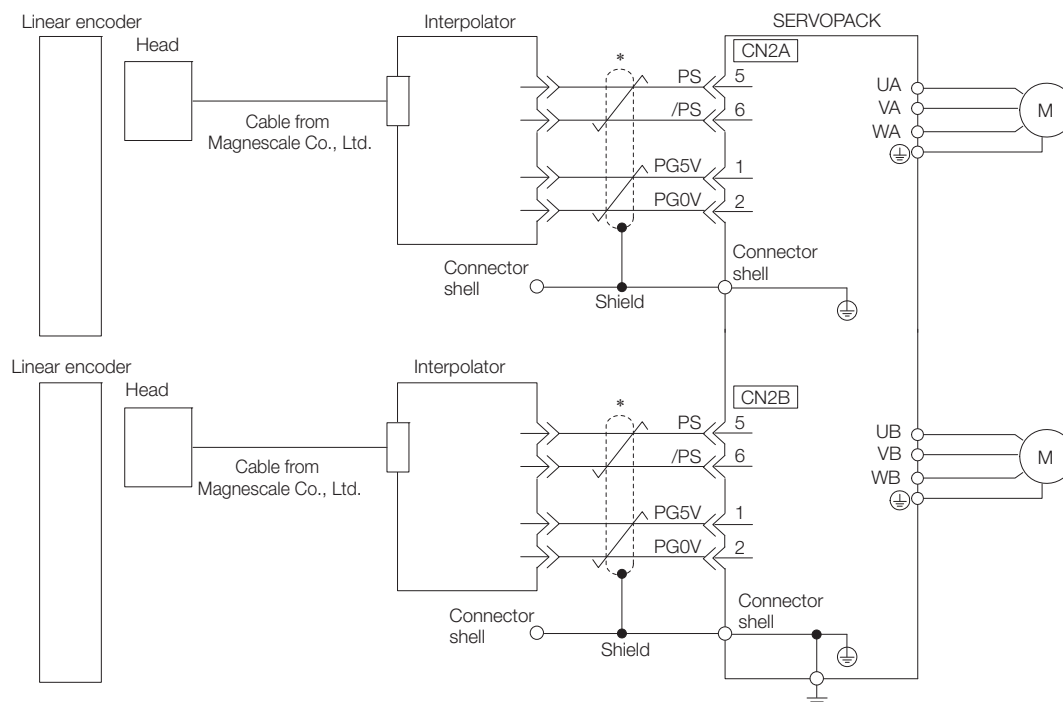 Linear encoder
Head
Interpolator
SERVOPACK
CN2A
*
PS
5
/PS
6
PG5V
1
PG0V
2
Cable from
Magnescale Co., Ltd.
Connector
shell
Shield
Connector
shell
UA
VA
WA
M
Linear encoder
Head
Interpolator
CN2B
*
PS
5
/PS
6
PG5V
1
PG0V
2
Cable from
Magnescale Co., Ltd.
Connector
shell
Shield
Connector
shell
UB
VB
WB
M